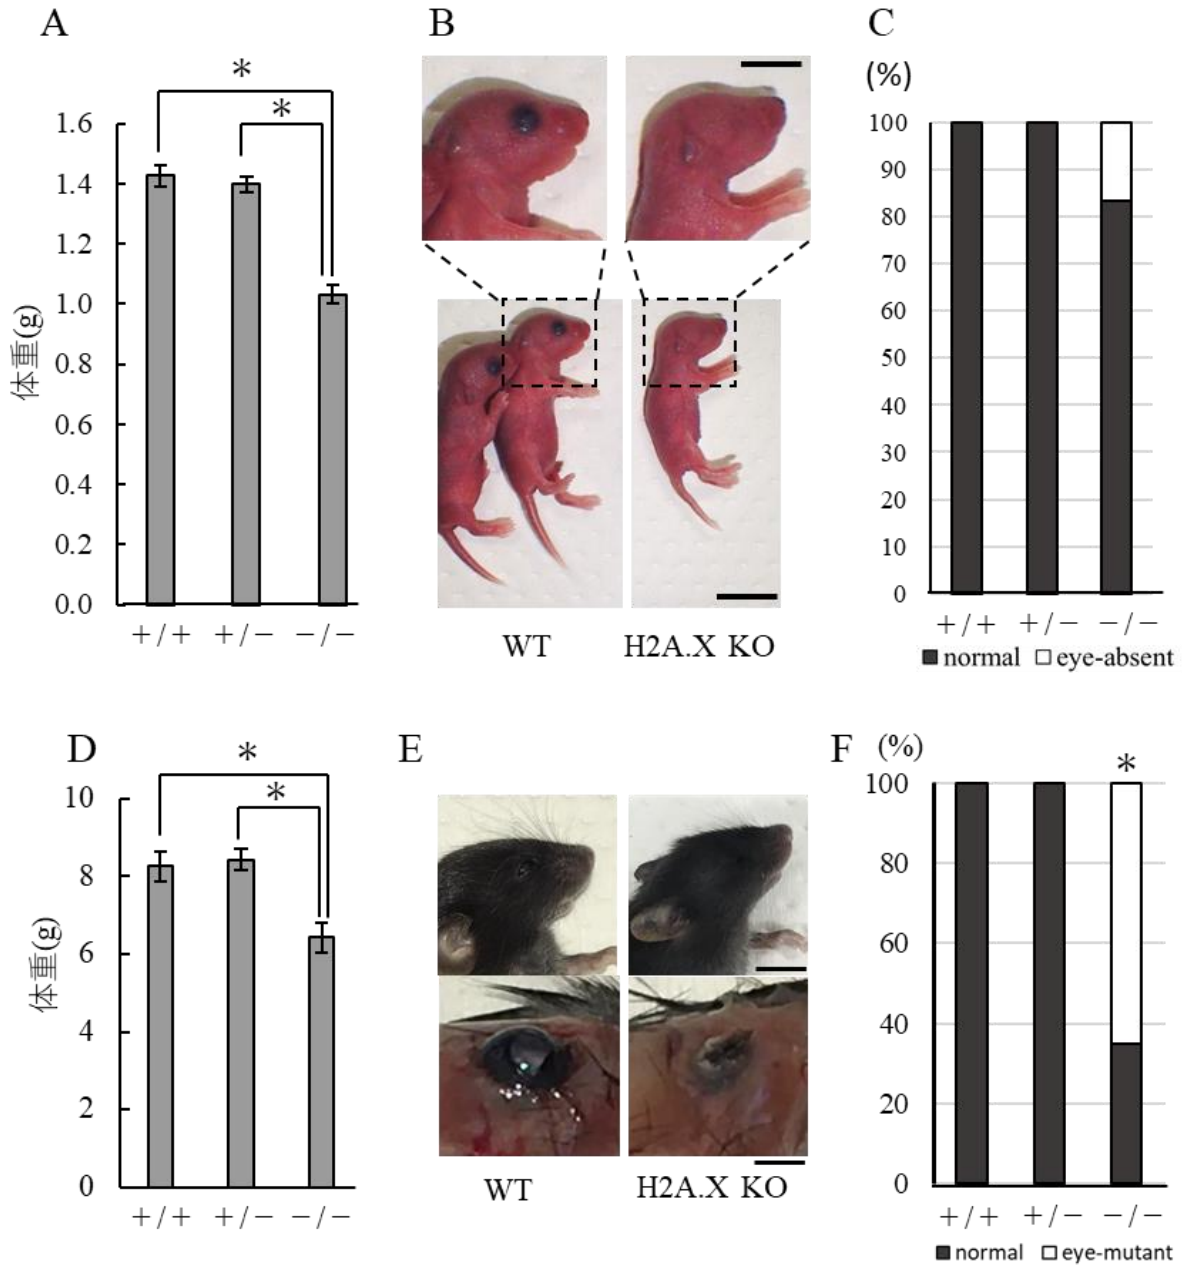 A
B
C
(%)
*
*
1.6
1.4
1.2
1.0
0.8
0.6
0.4
0.2
0.0
体重(g)
+/+ +/− −/−
WT
H2A.X KO
100
90
80
70
60
50
40
30
20
10
0
+/+ +/− −/−
normal eye-absent
D
E
F
(%)
*
*
10
8
6
4
2
0
体重(g)
+/+ +/− −/−
WT
H2A.X KO
*
100
80
60
40
20
0
+/+ +/− −/−
normal eye-mutant